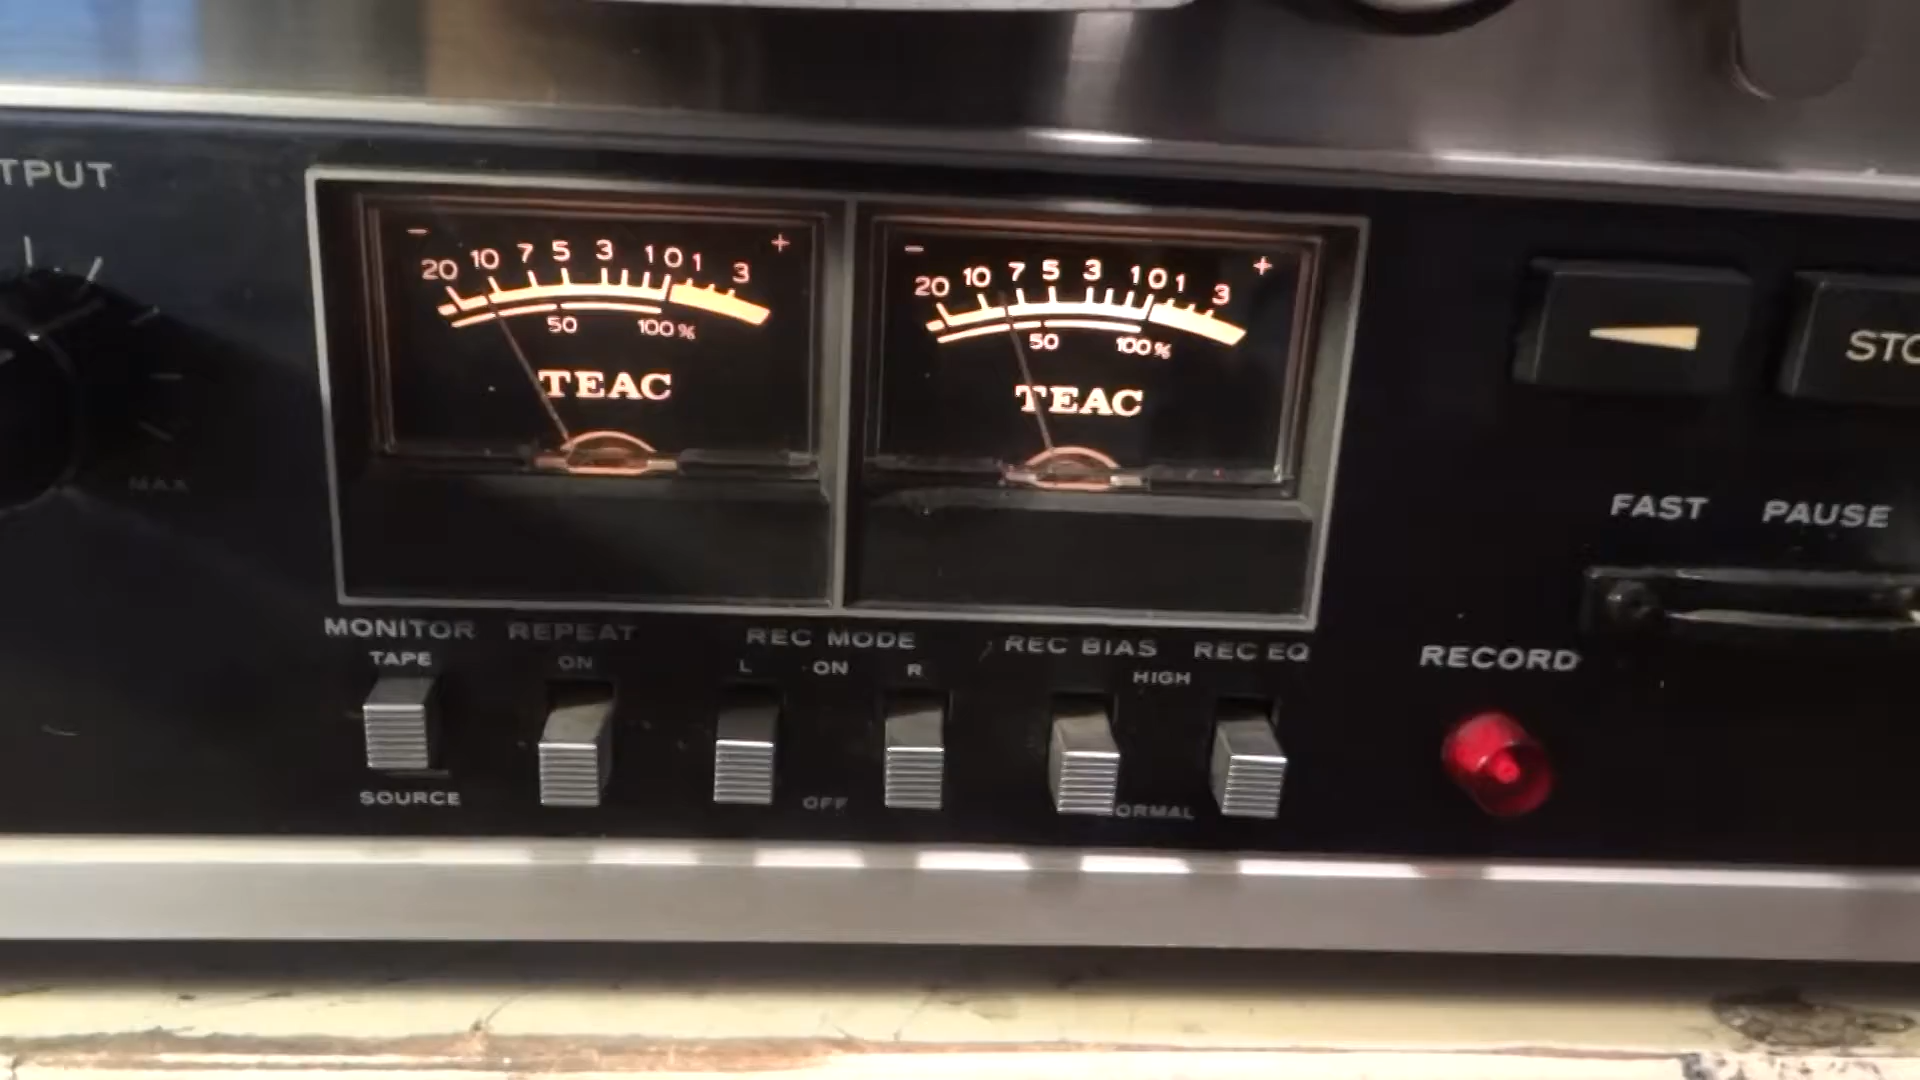 TPUT
MAX
- +
20 10 7 5 3 1 0 1 3
50 100%
TEAC
- +
20 10 7 5 3 1 0 1 3
50 100%
TEAC
STO
FAST PAUSE
MONITOR REPEAT REC MODE REC BIAS REC EQ
TAPE ON L ON R HIGH
SOURCE OFF ORMAL
RECORD